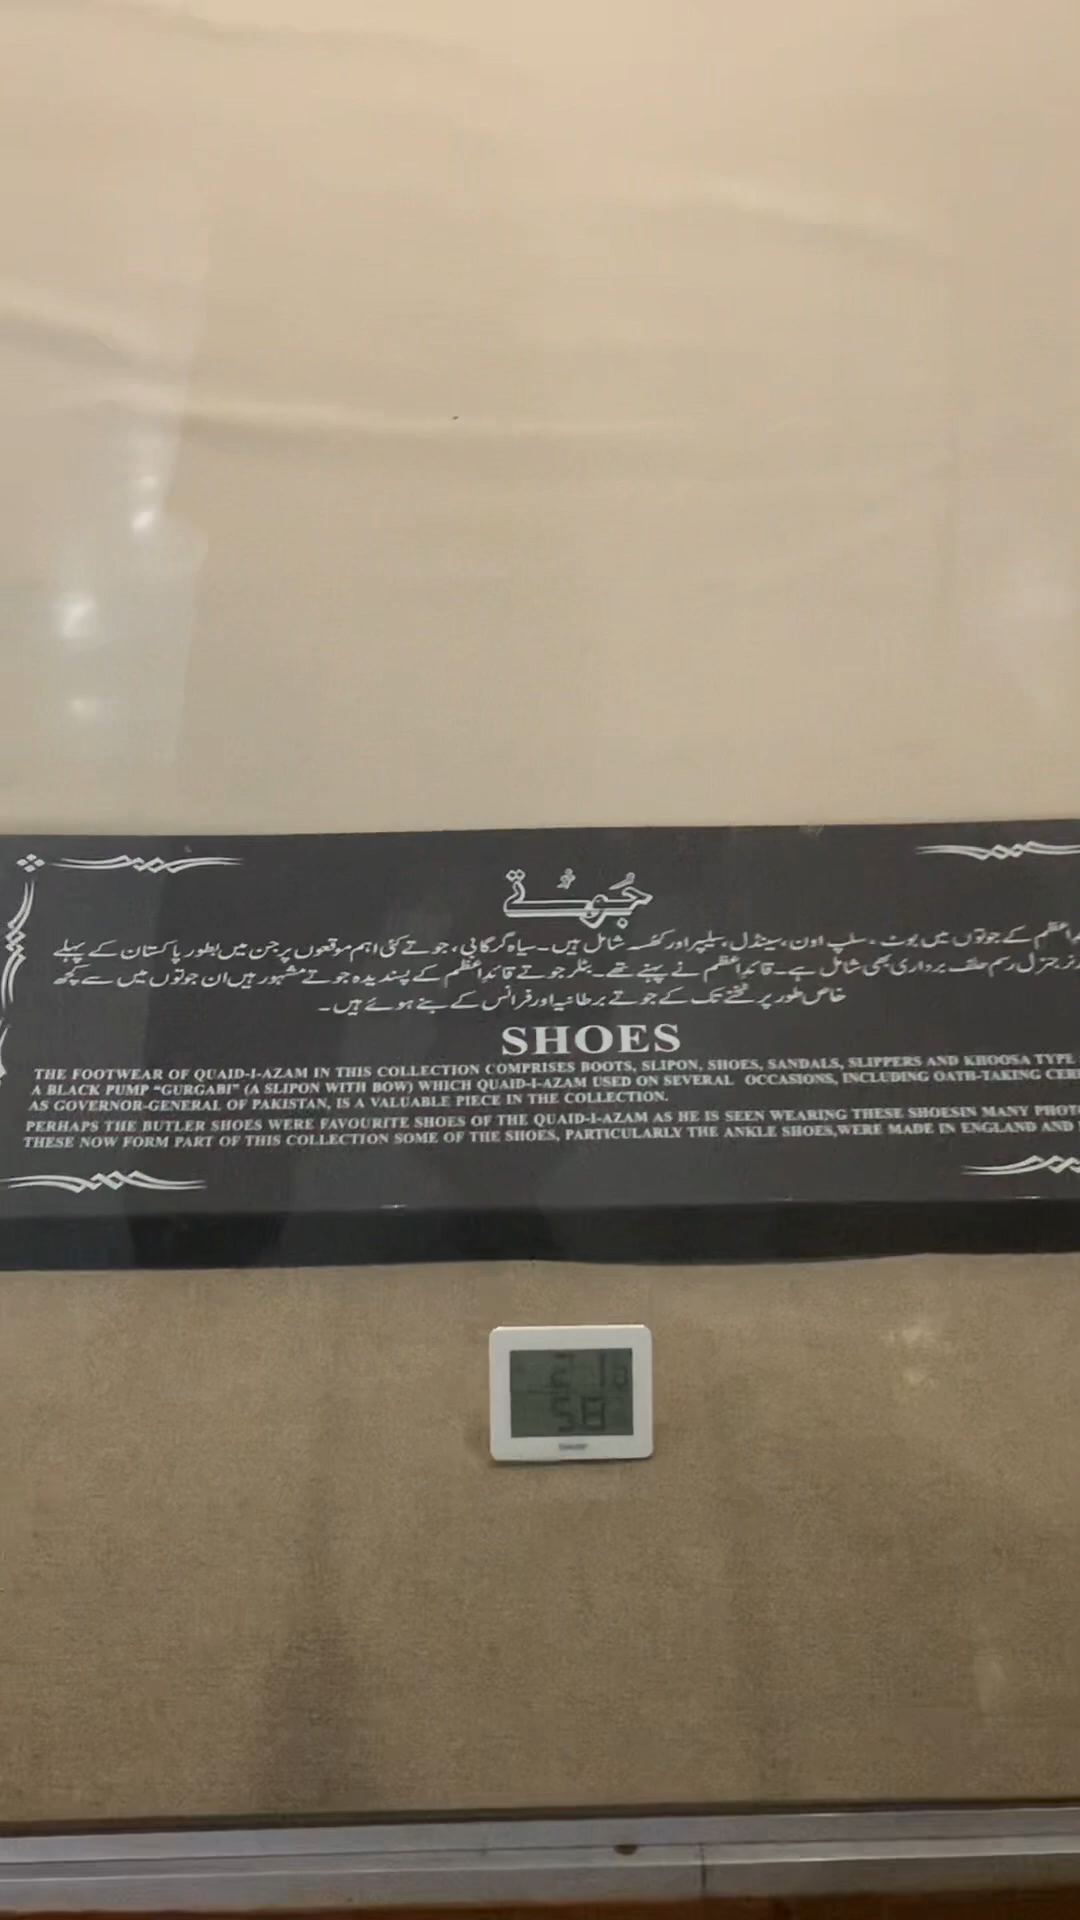 جُوتے
اعظم کے جوتوں میں بوٹ، سلپ اون، سینڈل، سلیپر اور کھسہ شامل ہیں۔ سیاہ گرگابی، جوتے کئی اہم موقعوں پر جن میں بطور پاکستان کے پہلے
جنرل رسم حلف برداری بھی شامل ہے۔ قائداعظم نے پہنے تھے۔ بٹلر جوتے قائداعظم کے پسندیدہ جوتے مشہور ہیں ان جوتوں میں سے کچھ
خاص طور پر ٹخنے تک کے جوتے برطانیہ اور فرانس کے بنے ہوئے ہیں۔
SHOES
THE FOOTWEAR OF QUAID-I-AZAM IN THIS COLLECTION COMPRISES BOOTS, SLIPON, SHOES, SANDALS, SLIPPERS AND KHOOSA TYPE
A BLACK PUMP “GURGABI” (A SLIPON WITH BOW) WHICH QUAID-I-AZAM USED ON SEVERAL OCCASIONS, INCLUDING OATH-TAKING
AS GOVERNOR-GENERAL OF PAKISTAN, IS A VALUABLE PIECE IN THE COLLECTION.
PERHAPS THE BUTLER SHOES WERE FAVOURITE SHOES OF THE QUAID-I-AZAM AS HE IS SEEN WEARING THESE SHOESIN MANY
THESE NOW FORM PART OF THIS COLLECTION SOME OF THE SHOES, PARTICULARLY THE ANKLE SHOES,WERE MADE IN ENGLAND AND
58